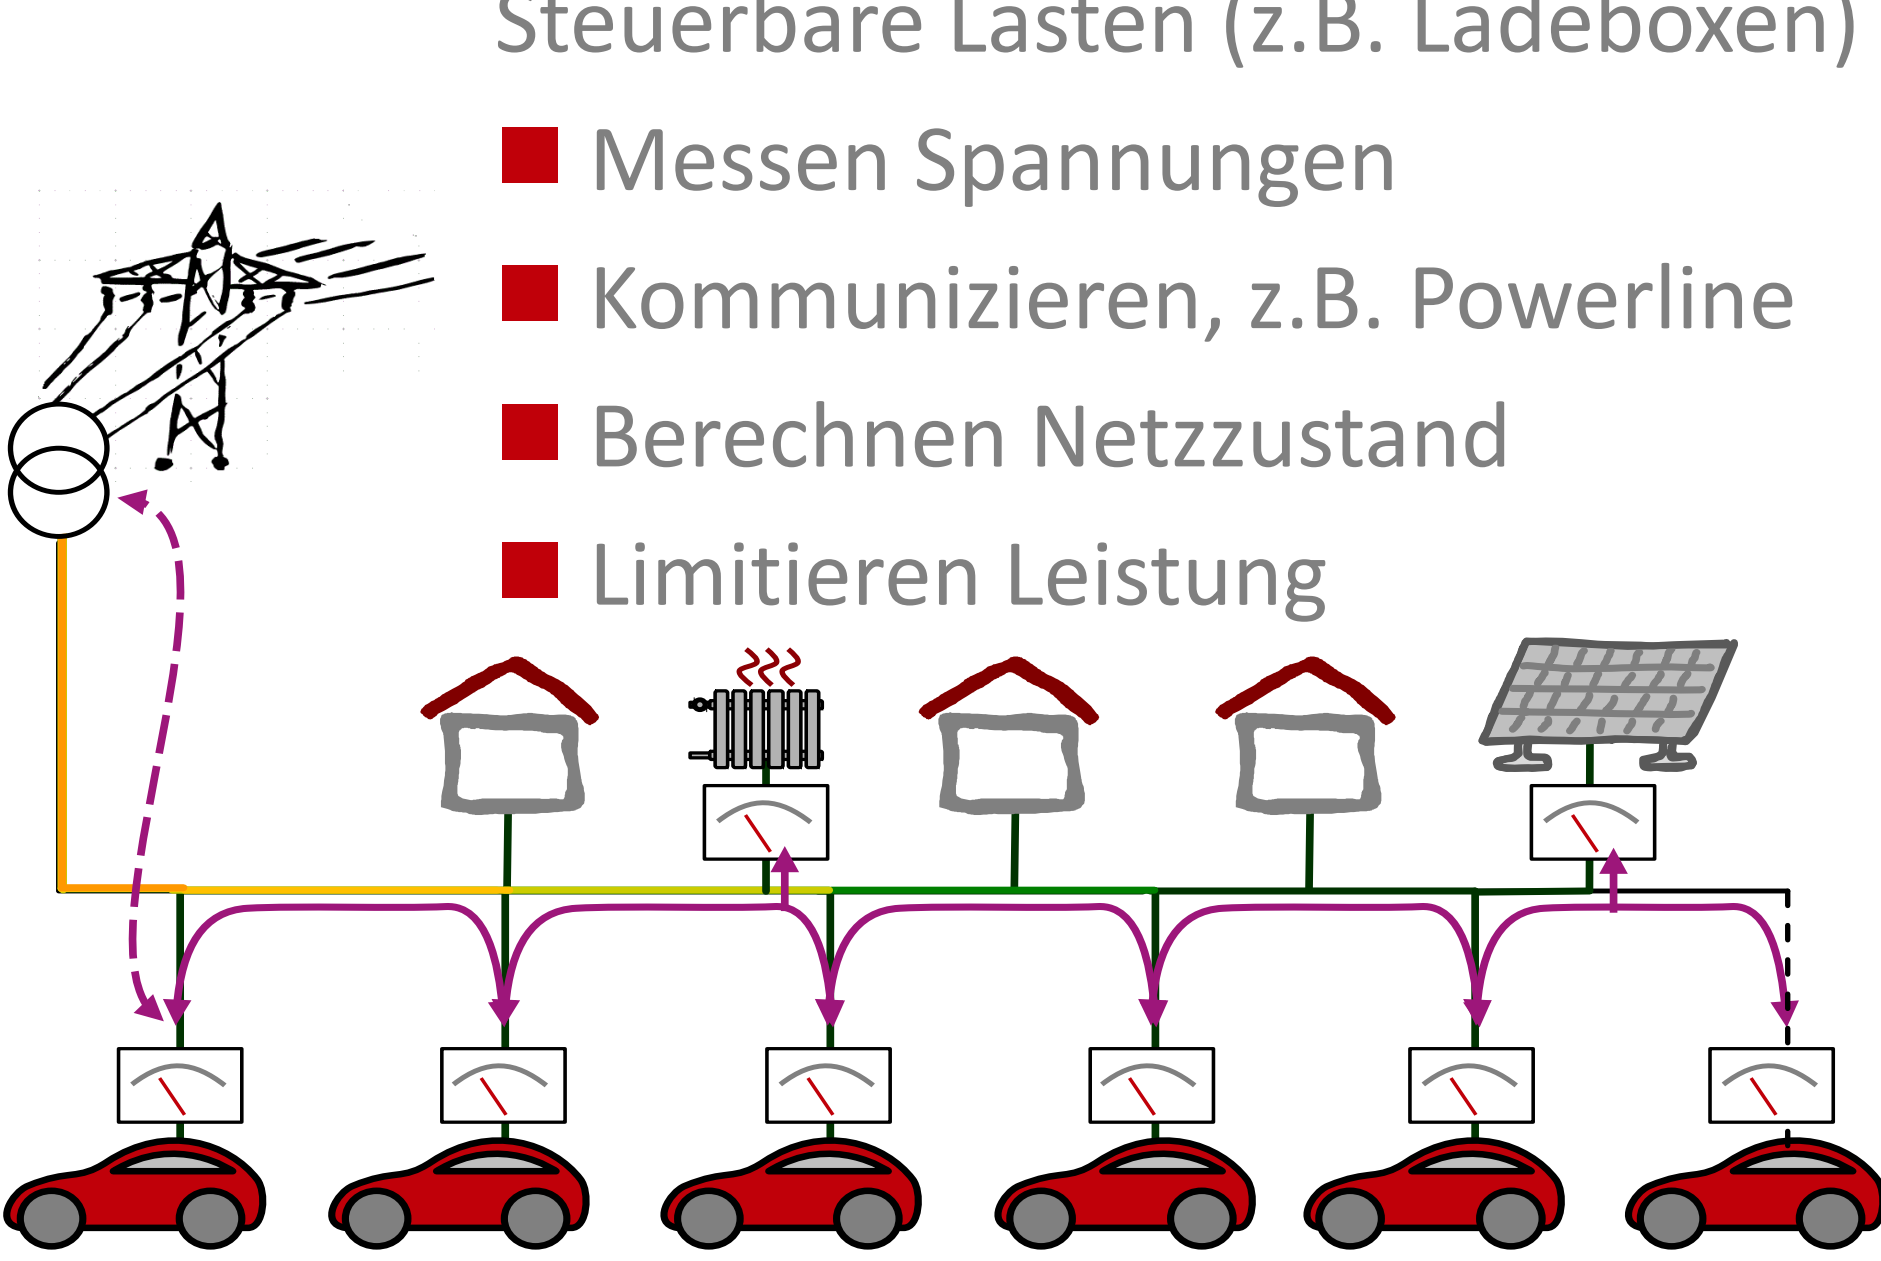 Steuerbare Lasten (z.B. Ladeboxen)
Messen Spannungen
Kommunizieren, z.B. Powerline
Berechnen Netzzustand
Limitieren Leistung